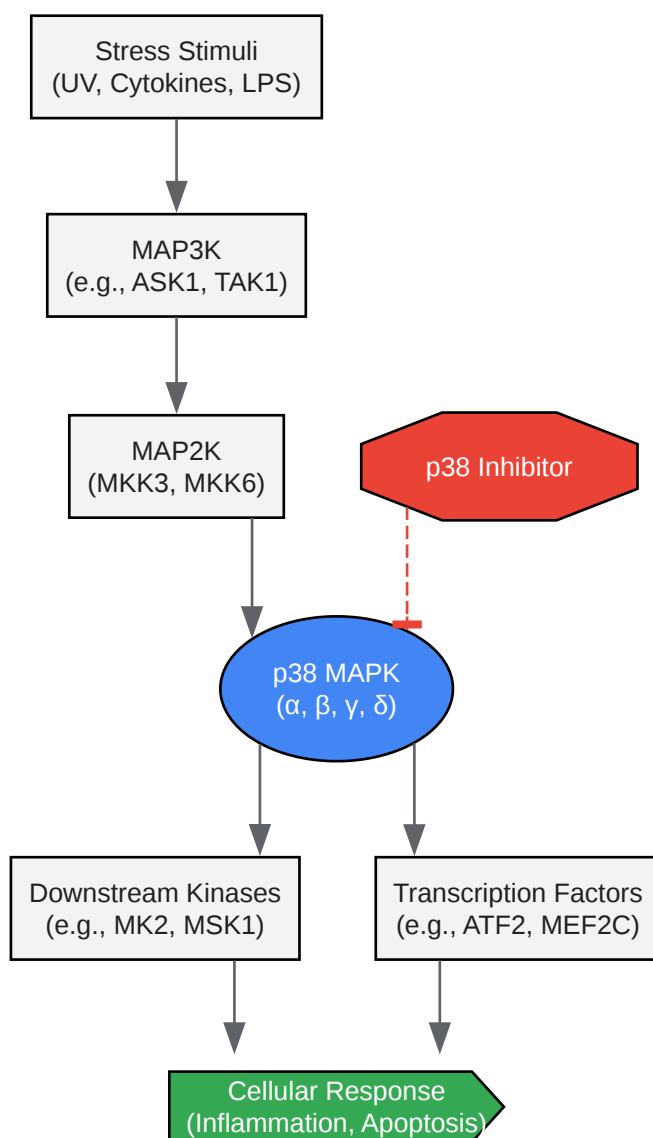 Stress Stimuli
(UV, Cytokines, LPS)
MAP3K
(e.g., ASK1, TAK1)
MAP2K
(MKK3, MKK6)
p38 Inhibitor
p38 MAPK
(α, β, γ, δ)
Downstream Kinases
(e.g., MK2, MSK1)
Transcription Factors
(e.g., ATF2, MEF2C)
Cellular Response
(Inflammation, Apoptosis)